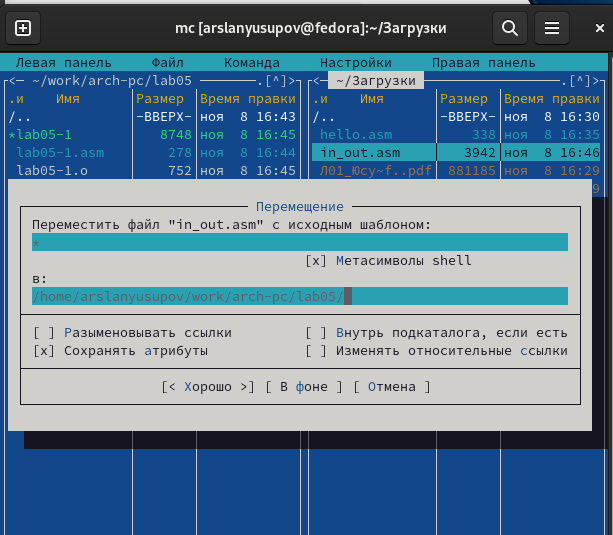 mc [arslanyusupov@fedora]:~/Загрузки
Левая панель Файл Команда Настройки Правая панель
<— ~/work/arch-pc/lab05 .[^]> <— ~/Загрузки .[^]>
.и Имя Размер Время правки .и Имя Размер Время правки
/.. -ВВЕРХ- ноя 8 16:43 /.. -ВВЕРХ- ноя 8 16:30
*lab05-1 8748 ноя 8 16:45 hello.asm 338 ноя 8 16:35
lab05-1.asm 278 ноя 8 16:44 in_out.asm 3942 ноя 8 16:46
lab05-1.o 752 ноя 8 16:45 Л01_Юсу~f..pdf 881185 ноя 8 16:29
9
Перемещение
Переместить файл "in_out.asm" с исходным шаблоном:
*
[x] Метасимволы shell
в:
/home/arslanyusupov/work/arch-pc/lab05/
[ ] Разыменовывать ссылки [ ] Внутрь подкаталога, если есть
[x] Сохранять атрибуты [ ] Изменять относительные ссылки
[< Хорошо >] [ В фоне ] [ Отмена ]